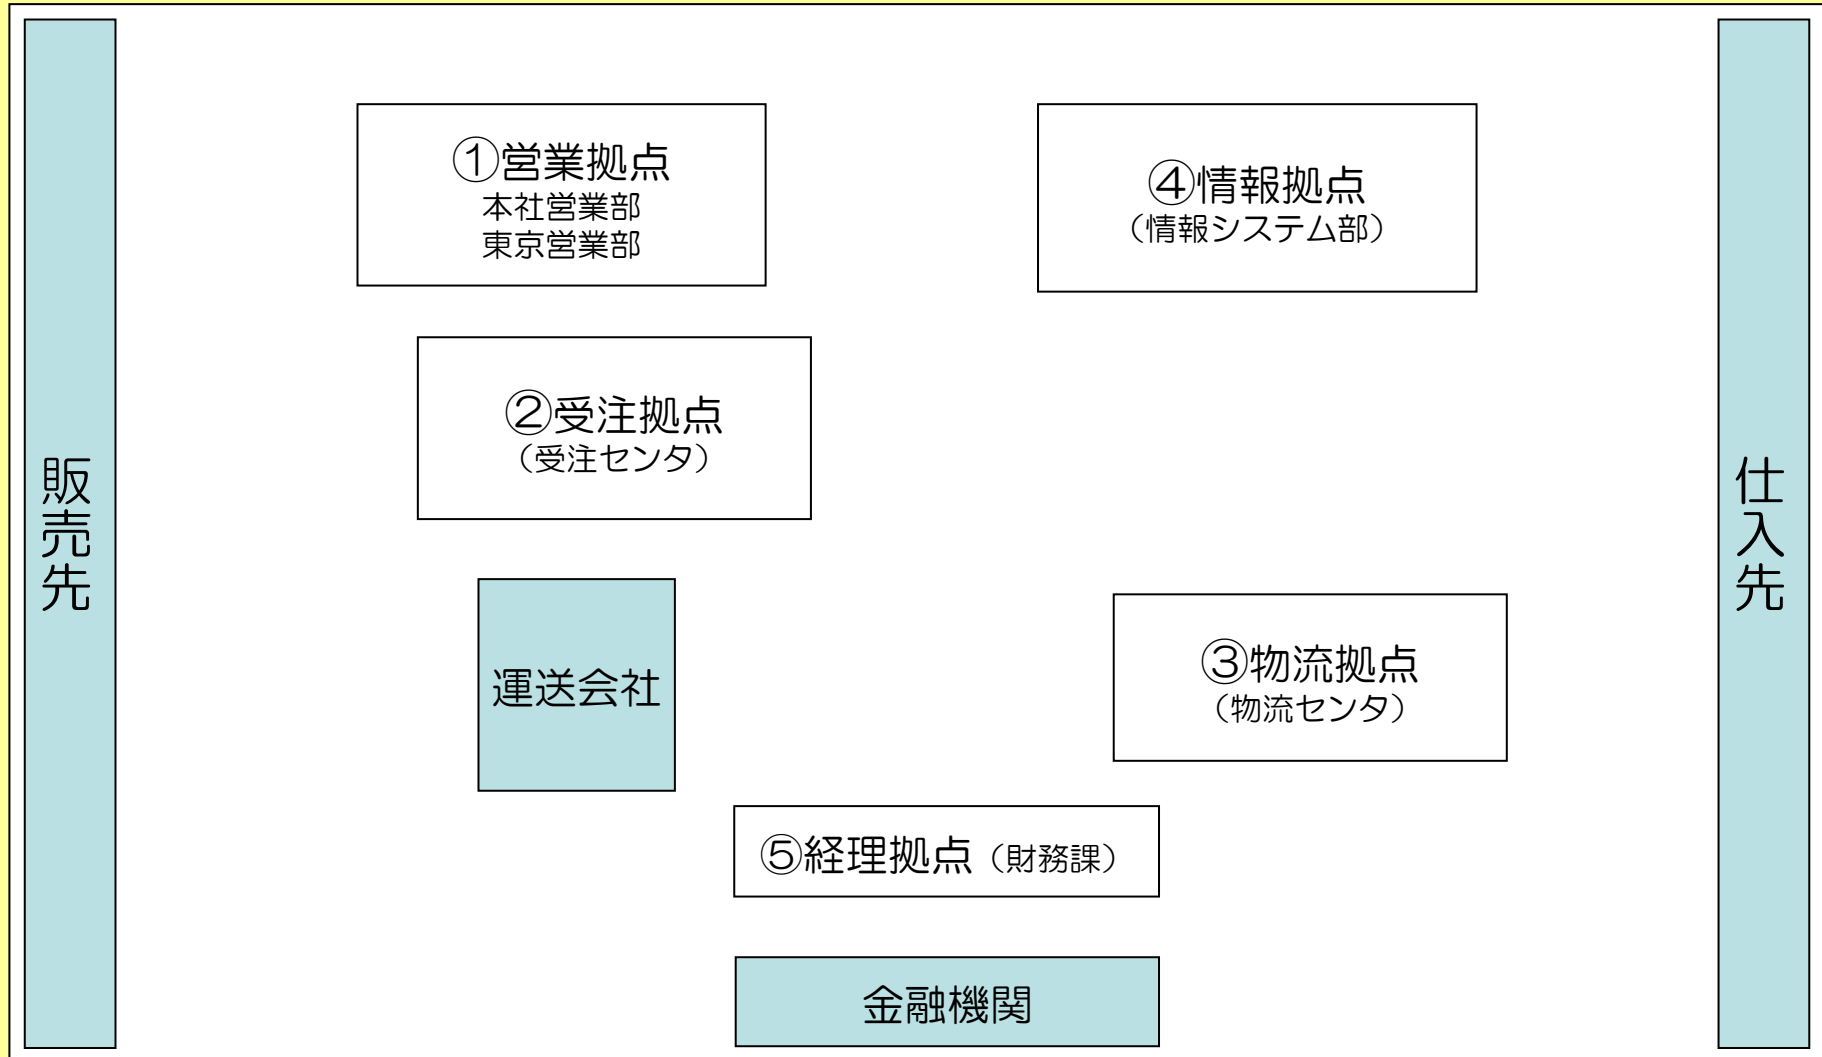 ①営業拠点
本社営業部
東京営業部
④情報拠点
（情報システム部）
②受注拠点
（受注センタ）
販売先
仕入先
運送会社
③物流拠点
（物流センタ）
⑤経理拠点（財務課）
金融機関